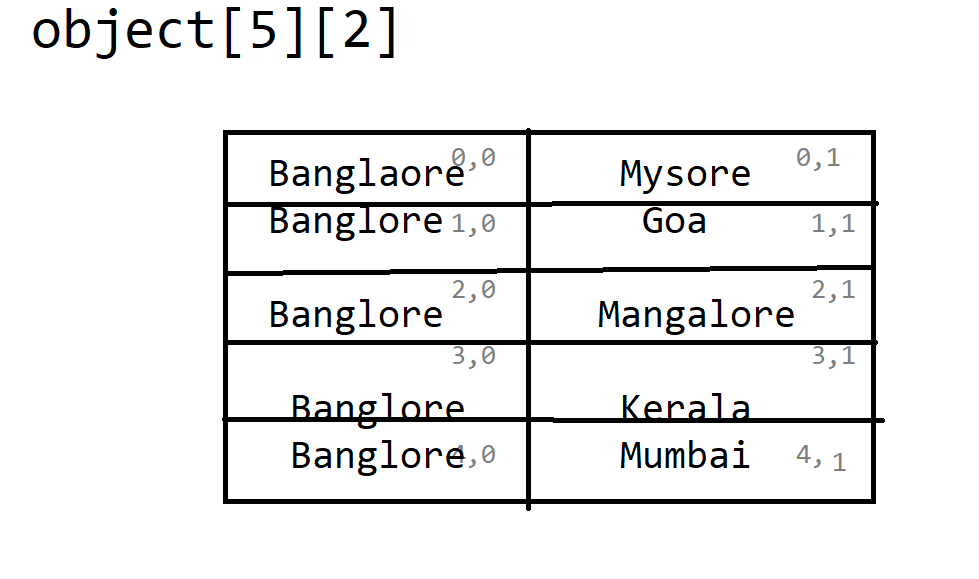 object[5][2]
Banglaore 0,0 Mysore 0,1
Banglore 1,0 Goa 1,1
Banglore 2,0 Mangalore 2,1
3,0 3,1
Banglore Kerala
Banglore 4,0 Mumbai 4, 1